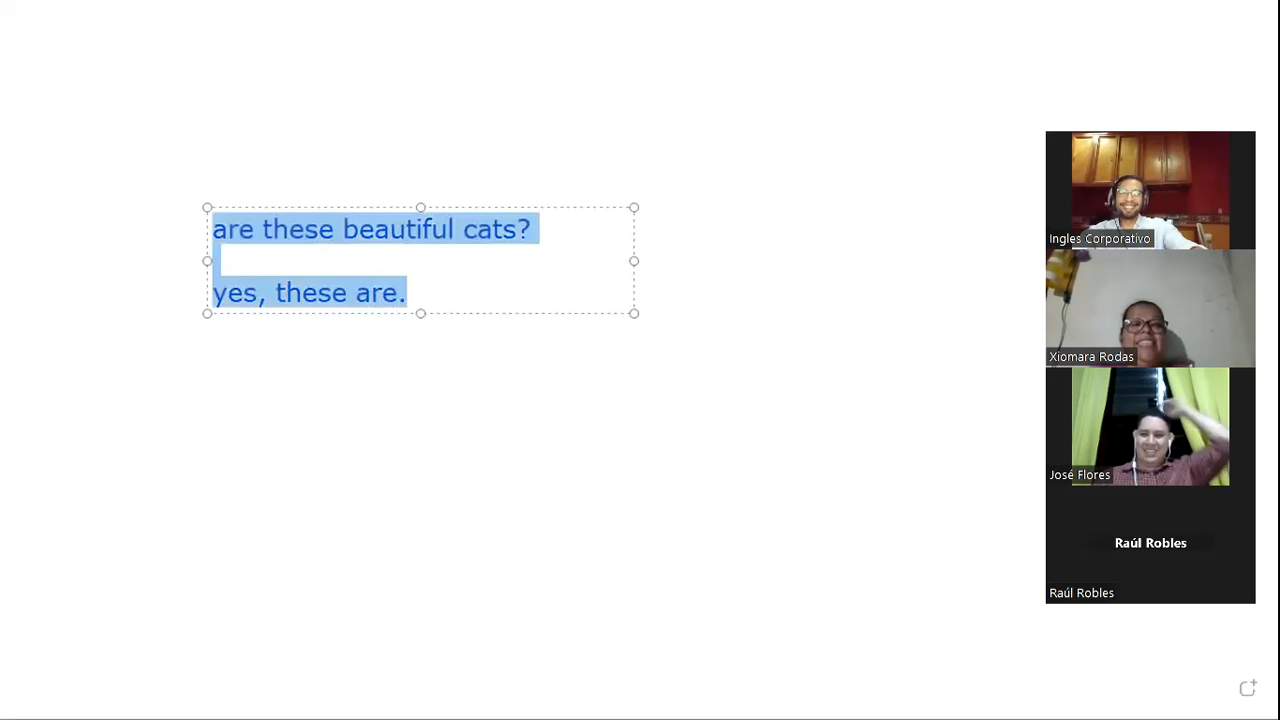 are these beautiful cats?
yes, these are.
Ingles Corporativo
Xiomara Rodas
José Flores
Raúl Robles
Raúl Robles